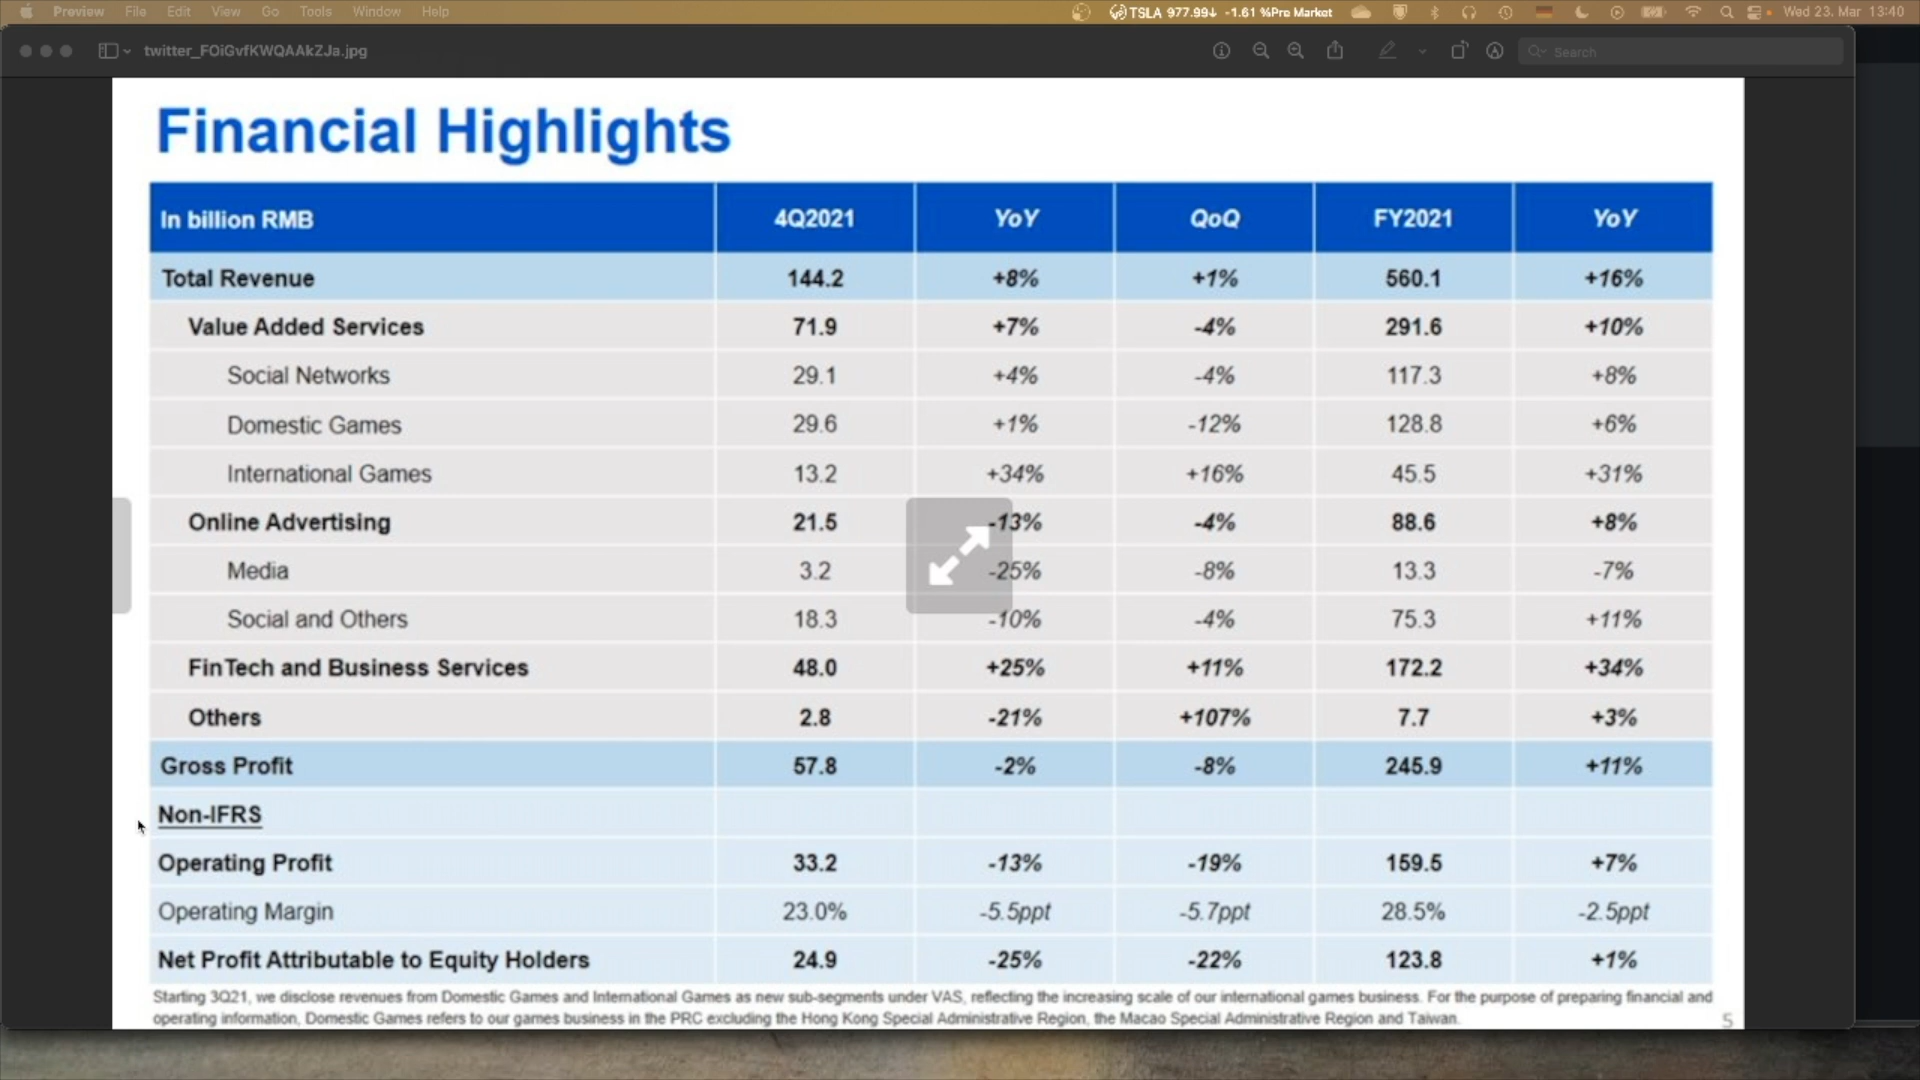 Preview File Edit View Go Tools Window Help TSLA 977.99↓ -1.61 %Pre Market Wed 23. Mar 13:40
twitter_FOiGvfKWQAAkZJa.jpg Search
Financial Highlights
In billion RMB 4Q2021 YoY QoQ FY2021 YoY
Total Revenue 144.2 +8% +1% 560.1 +16%
Value Added Services 71.9 +7% -4% 291.6 +10%
Social Networks 29.1 +4% -4% 117.3 +8%
Domestic Games 29.6 +1% -12% 128.8 +6%
International Games 13.2 +34% +16% 45.5 +31%
Online Advertising 21.5 -13% -4% 88.6 +8%
Media 3.2 -25% -8% 13.3 -7%
Social and Others 18.3 -10% -4% 75.3 +11%
FinTech and Business Services 48.0 +25% +11% 172.2 +34%
Others 2.8 -21% +107% 7.7 +3%
Gross Profit 57.8 -2% -8% 245.9 +11%
Non-IFRS
Operating Profit 33.2 -13% -19% 159.5 +7%
Operating Margin 23.0% -5.5ppt -5.7ppt 28.5% -2.5ppt
Net Profit Attributable to Equity Holders 24.9 -25% -22% 123.8 +1%
Starting 3Q21, we disclose revenues from Domestic Games and International Games as new sub-segments under VAS, reflecting the increasing scale of our international games business. For the purpose of preparing financial and
operating information, Domestic Games refers to our games business in the PRC excluding the Hong Kong Special Administrative Region, the Macao Special Administrative Region and Taiwan.
5